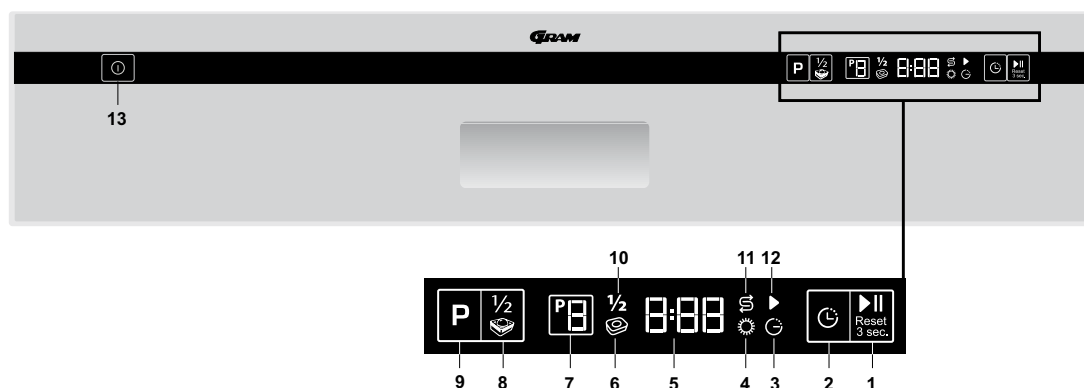 GRAM
P ½ P8 ½ 8:88 Reset
3 sec.
13
10 11 12
P ½ P8 ½ 8:88 Reset
3 sec.
9 8 7 6 5 4 3 2 1